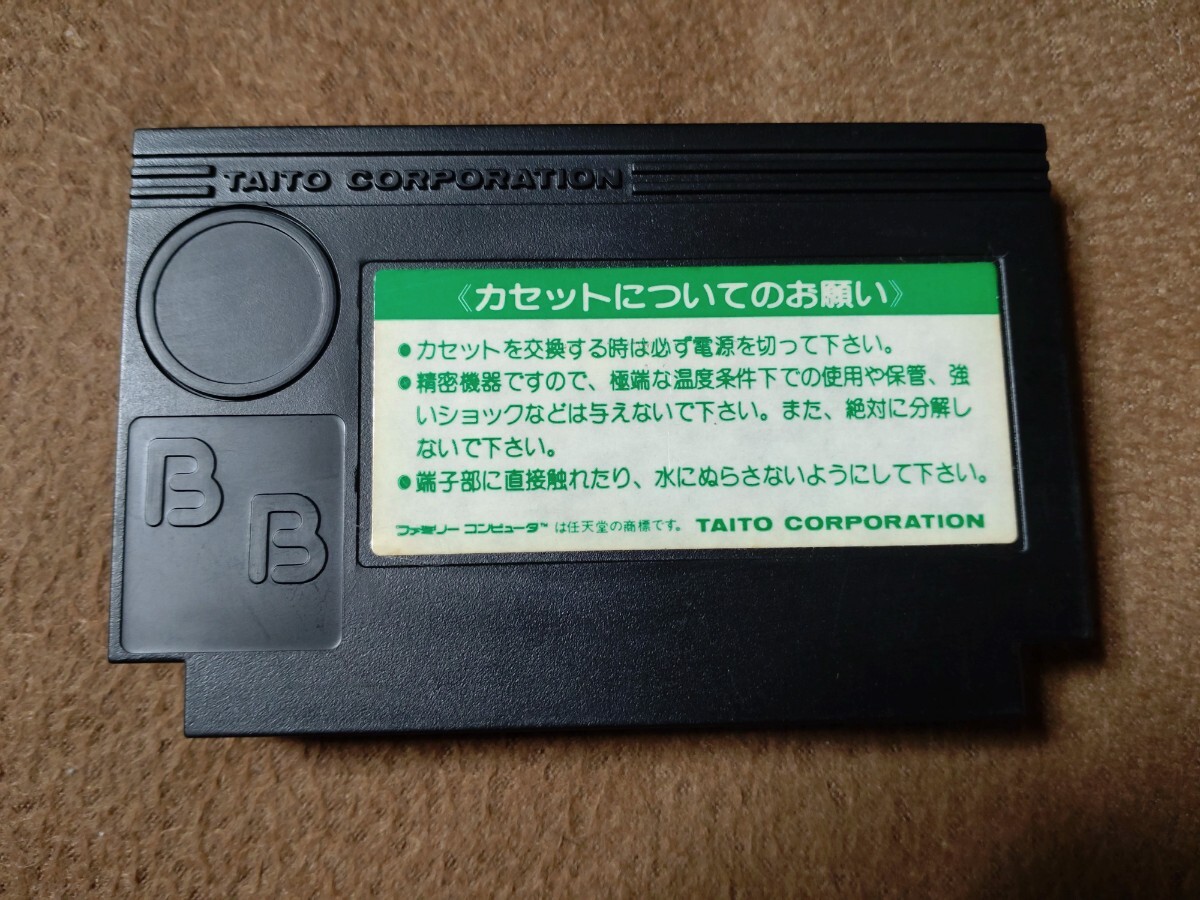 TAITO CORPORATION
《カセットについてのお願い》
●カセットを交換する時は必ず電源を切って下さい。
●精密機器ですので、極端な温度条件下での使用や保管、強
いショックなどは与えないで下さい。また、絶対に分解し
ないで下さい。
●端子部に直接触れたり、水にぬらさないようにして下さい。
ファミリー コンピュータ™ は任天堂の商標です。 TAITO CORPORATION
B
B